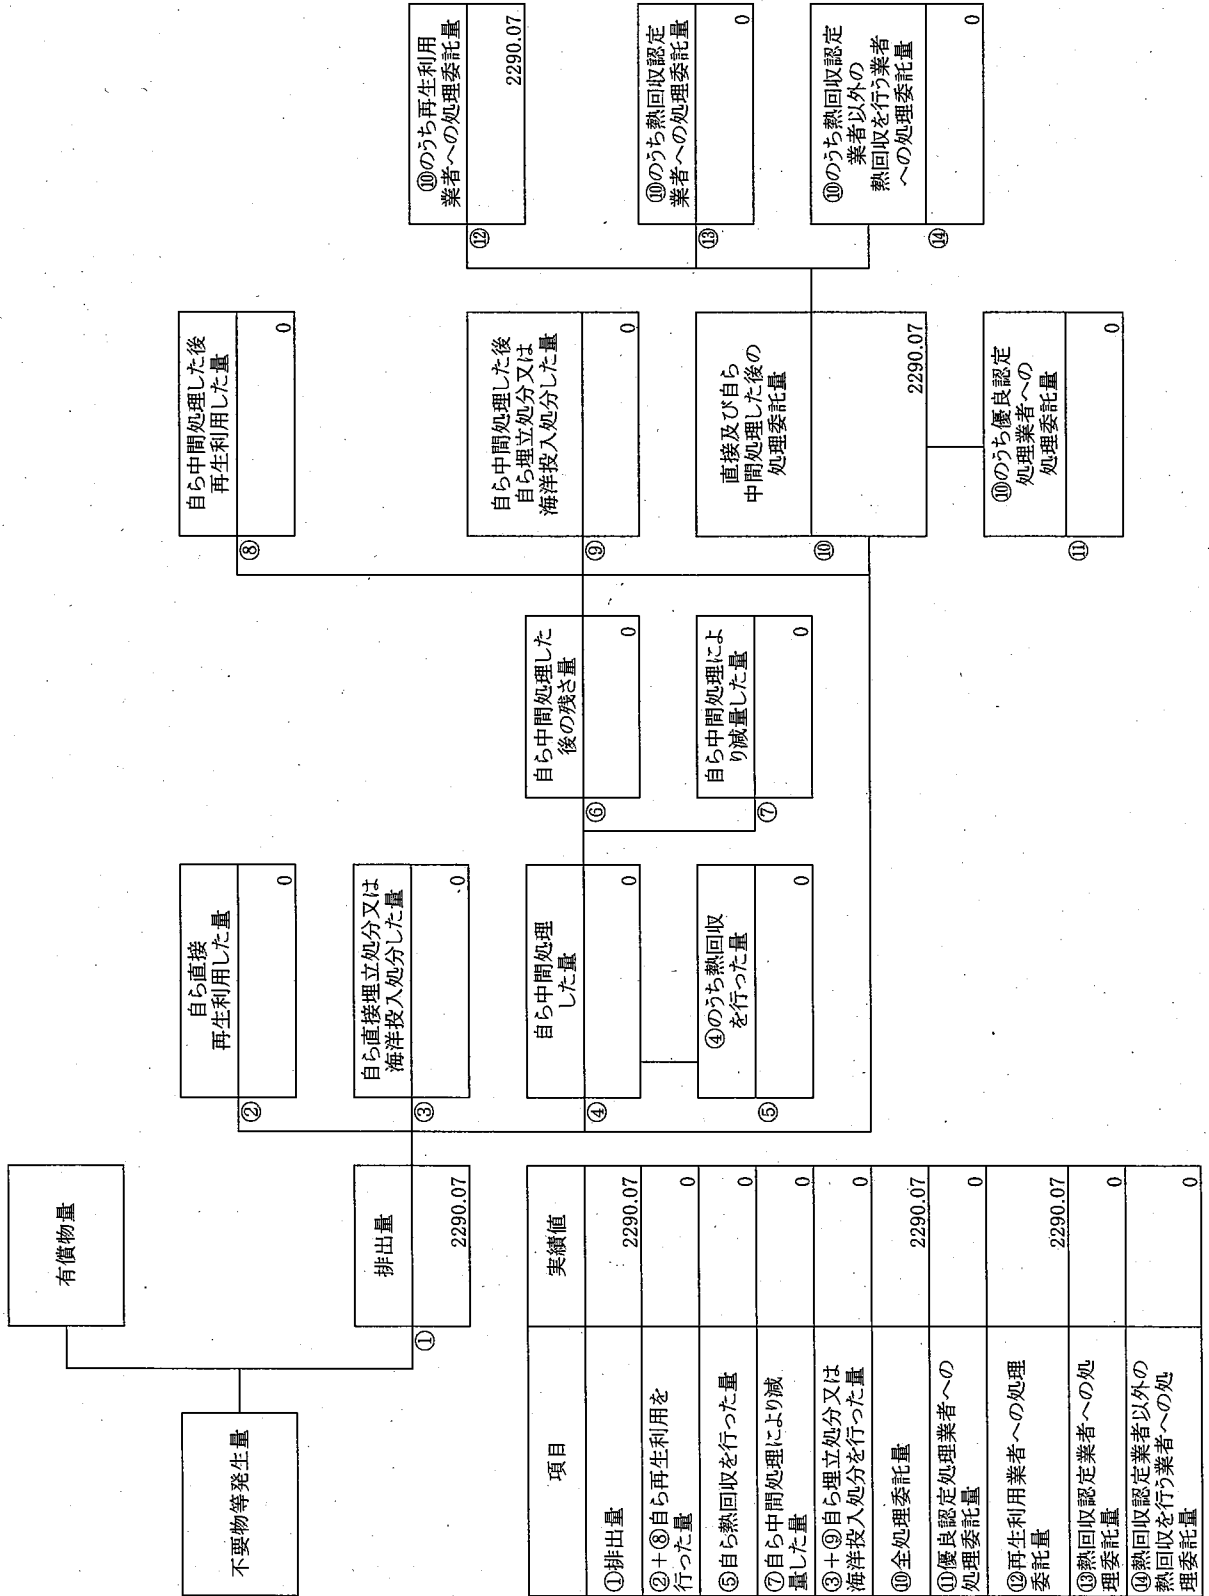 不要物等発生量
有償物量
排出量
①
2290.07
自ら直接
再生利用した量
②
0
自ら直接埋立処分又は
海洋投入処分した量
③
0
自ら中間処理
した量
④
0
④のうち熱回収
を行った量
⑤
0
自ら中間処理した
後の残さ量
⑥
0
自ら中間処理によ
り減量した量
⑦
0
自ら中間処理した後
再生利用した量
⑧
0
自ら中間処理した後
自ら埋立処分又は
海洋投入処分した量
⑨
0
直接及び自ら
中間処理した後の
処理委託量
⑩
2290.07
⑩のうち優良認定
処理業者への
処理委託量
⑪
0
⑩のうち再生利用
業者への処理委託量
⑫
2290.07
⑩のうち熱回収認定
業者への処理委託量
⑬
0
⑩のうち熱回収認定
業者以外の
熱回収を行う業者
への処理委託量
⑭
0
項目 実績値
①排出量 2290.07
②+⑧自ら再生利用を
行った量 0
⑤自ら熱回収を行った量 0
⑦自ら中間処理により減
量した量 0
③+⑨自ら埋立処分又は
海洋投入処分を行った量 0
⑩全処理委託量 2290.07
⑪優良認定処理業者への
処理委託量 0
⑫再生利用業者への処理
委託量 2290.07
⑬熱回収認定業者への処
理委託量 0
⑭熱回収認定業者以外の
熱回収を行う業者への処
理委託量 0